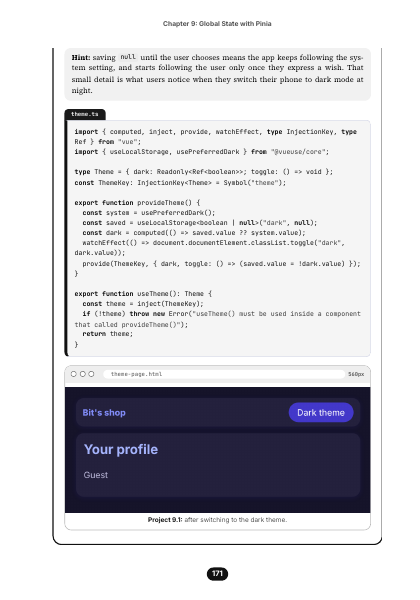 Chapter 9: Global State with Pinia
Hint: saving null until the user chooses means the app keeps following the sys-
tem setting, and starts following the user only once they express a wish. That
small detail is what users notice when they switch their phone to dark mode at
night.
theme.ts
import { computed, inject, provide, watchEffect, type InjectionKey, type
Ref } from "vue";
import { useLocalStorage, usePreferredDark } from "@vueuse/core";
type Theme = { dark: Readonly<Ref<boolean>>; toggle: () => void };
const ThemeKey: InjectionKey<Theme> = Symbol("theme");
export function provideTheme() {
  const system = usePreferredDark();
  const saved = useLocalStorage<boolean | null>("dark", null);
  const dark = computed(() => saved.value ?? system.value);
  watchEffect(() => document.documentElement.classList.toggle("dark",
dark.value));
  provide(ThemeKey, { dark, toggle: () => (saved.value = !dark.value) });
}
export function useTheme(): Theme {
  const theme = inject(ThemeKey);
  if (!theme) throw new Error("useTheme() must be used inside a component
that called provideTheme()");
  return theme;
}
theme-page.html
560px
Bit's shop
Dark theme
Your profile
Guest
Project 9.1: after switching to the dark theme.
171